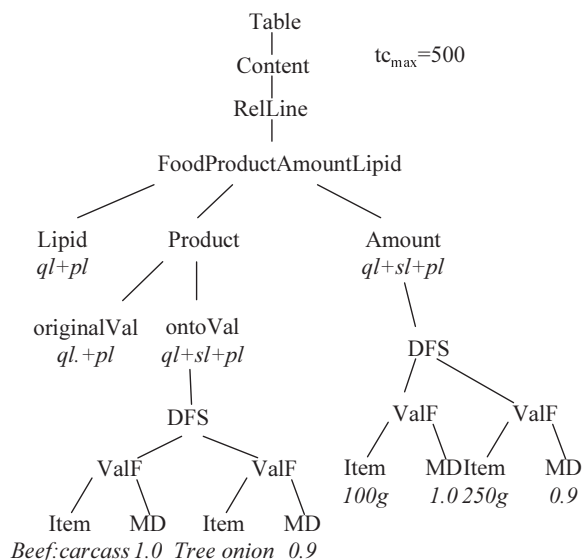 Table
tcmax=500
Content
RelLine
FoodProductAmountLipid
Lipid Product Amount
ql+pl ql+sl+pl
originalVal ontoVal
ql.+pl ql+sl+pl
DFS
DFS
ValF ValF
ValF ValF
Item MD Item MD
100g 1.0 250g 0.9
Item MD Item MD
Beef:carcass 1.0 Tree onion 0.9